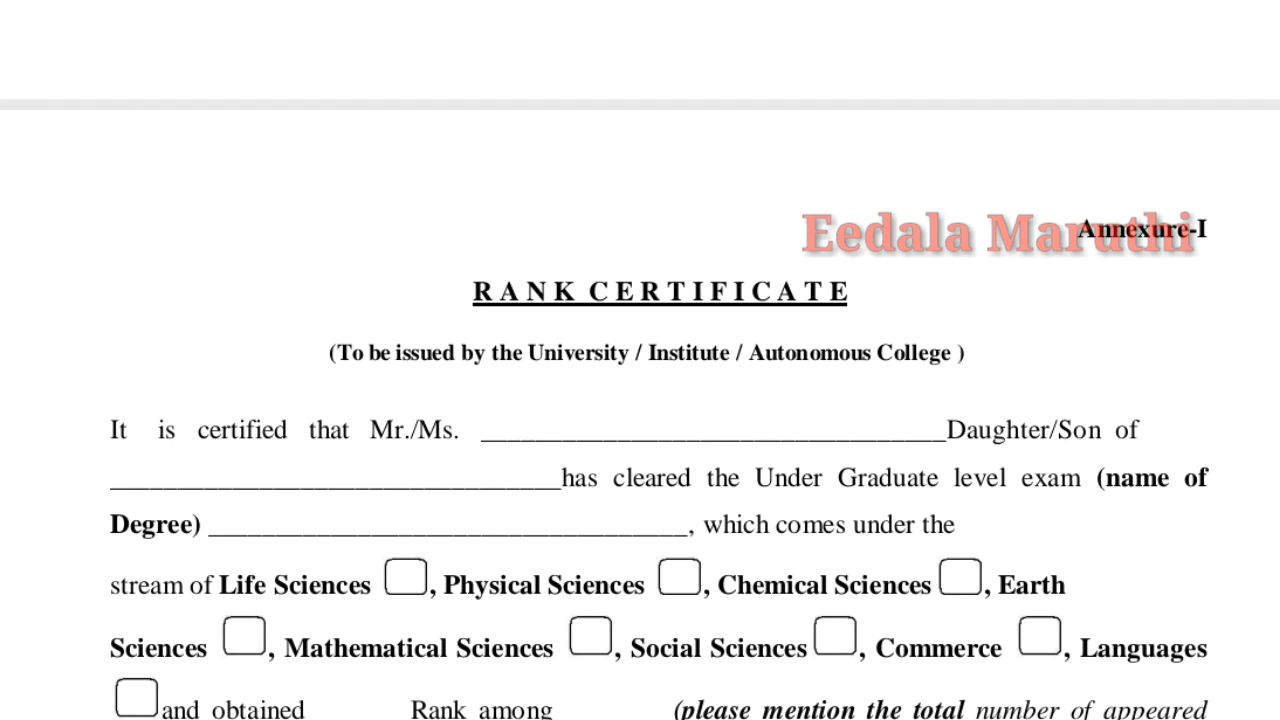 Eedala Maruthi
Annexure-I
RANK CERTIFICATE
(To be issued by the University / Institute / Autonomous College )
It is certified that Mr./Ms. __________________________________Daughter/Son of
_________________________________has cleared the Under Graduate level exam (name of
Degree) ___________________________________, which comes under the
stream of Life Sciences , Physical Sciences , Chemical Sciences , Earth
Sciences , Mathematical Sciences , Social Sciences , Commerce , Languages
and obtained Rank among (please mention the total number of appeared